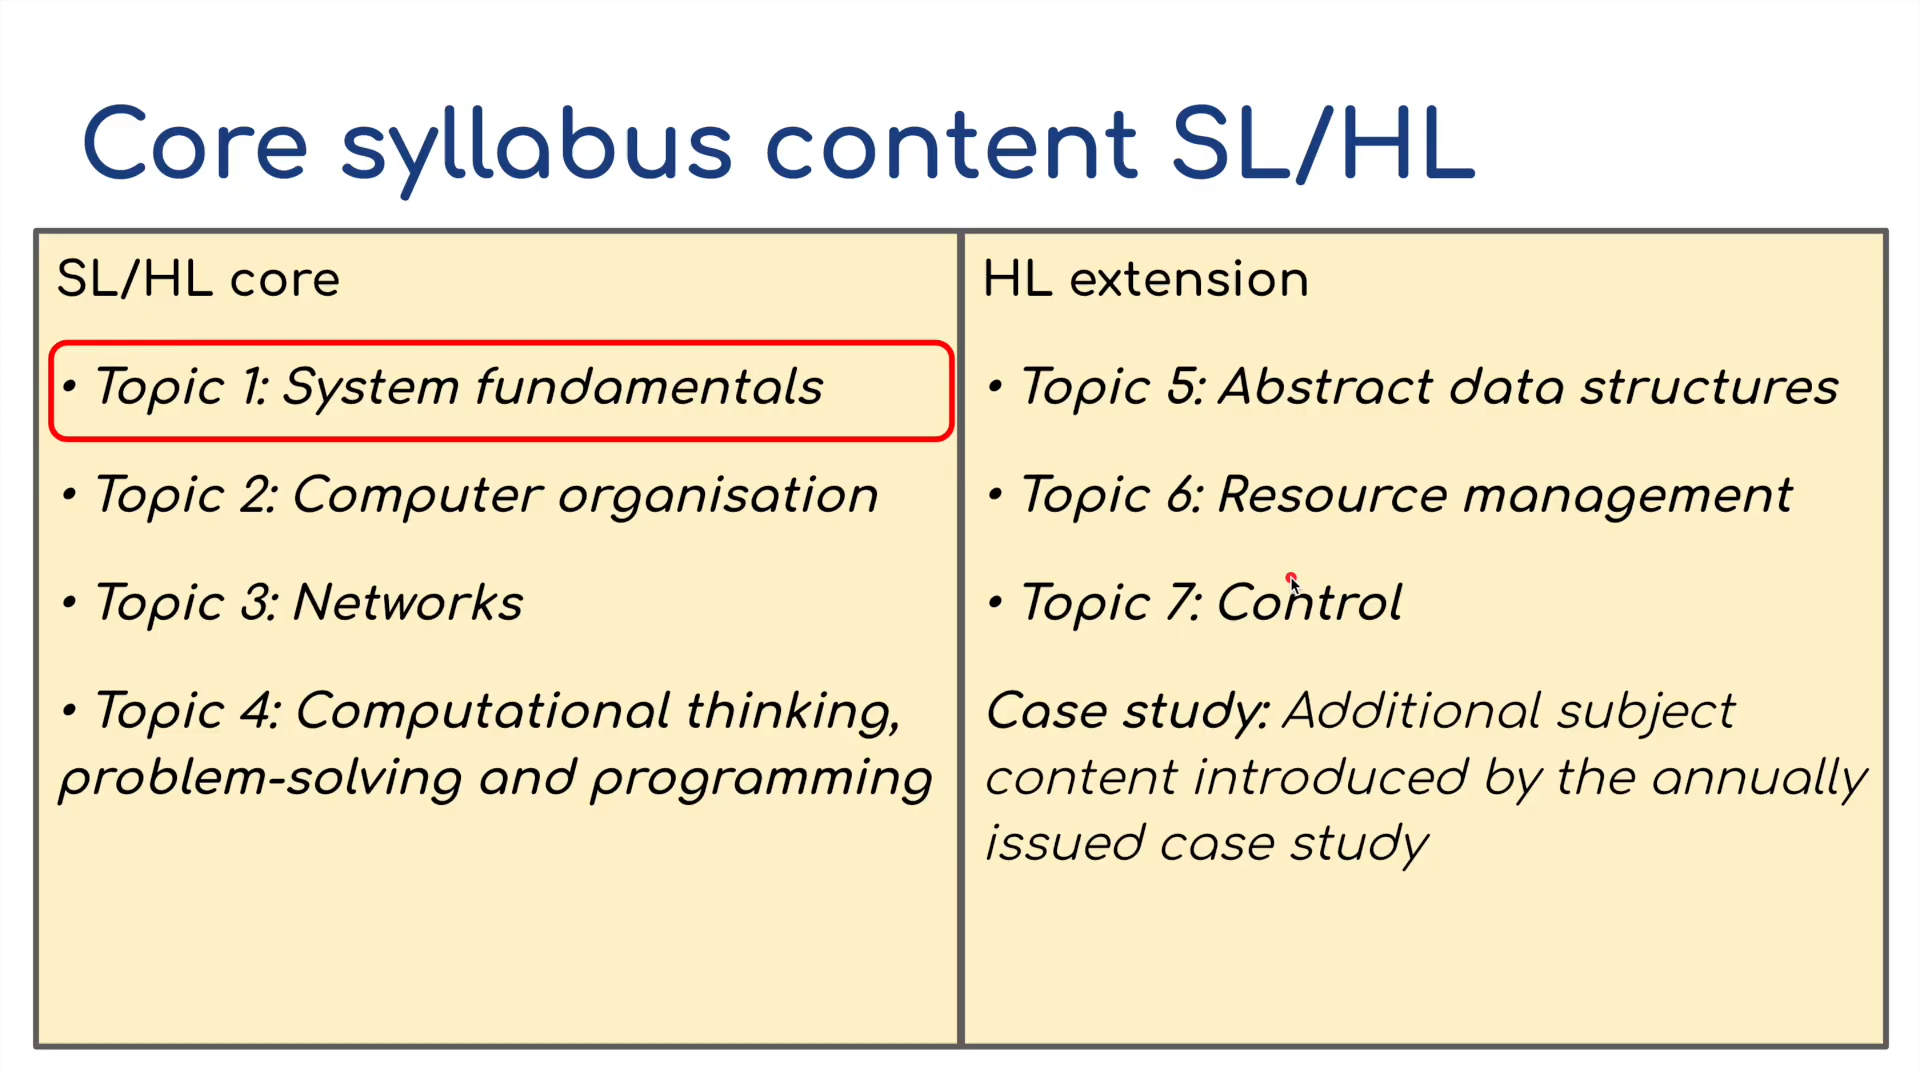 Core syllabus content SL/HL
SL/HL core
• Topic 1: System fundamentals
• Topic 2: Computer organisation
• Topic 3: Networks
• Topic 4: Computational thinking,
problem-solving and programming
HL extension
• Topic 5: Abstract data structures
• Topic 6: Resource management
• Topic 7: Control
Case study: Additional subject
content introduced by the annually
issued case study